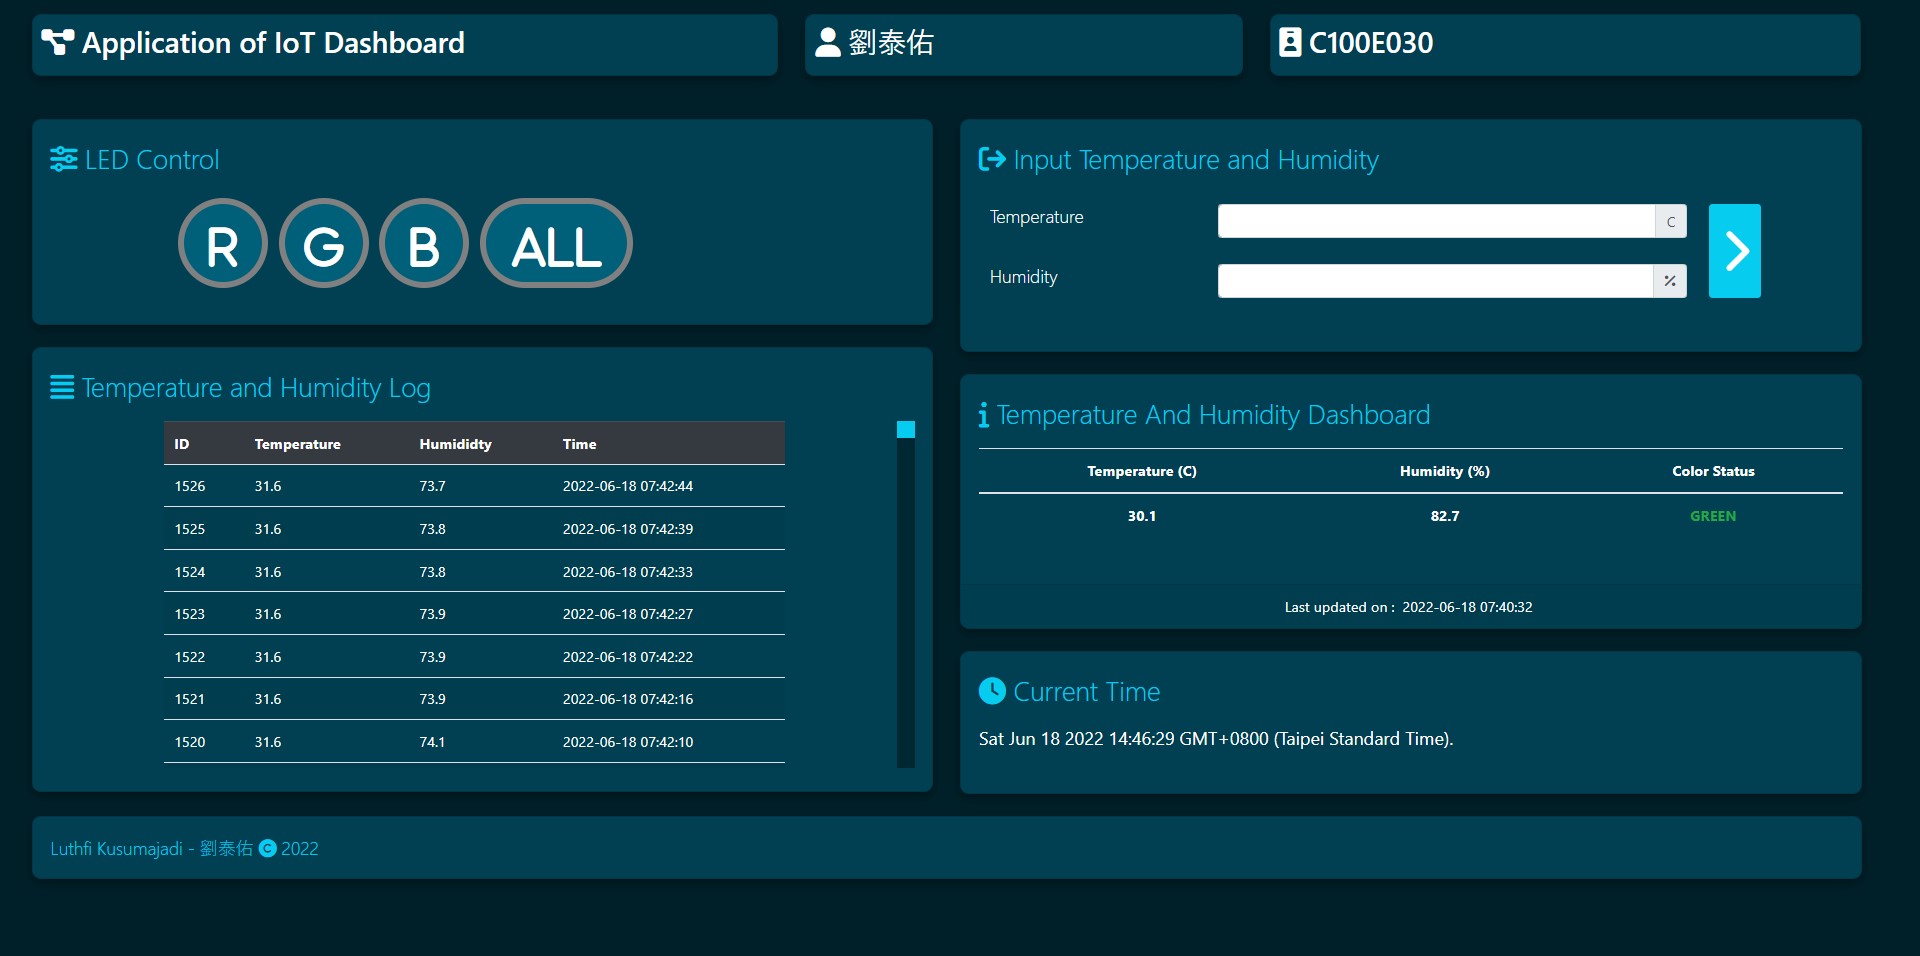 Application of IoT Dashboard
劉泰佑
C100E030
LED Control
R G B ALL
Input Temperature and Humidity
Temperature C
Humidity %
Temperature and Humidity Log
ID Temperature Humididty Time
1526 31.6 73.7 2022-06-18 07:42:44
1525 31.6 73.8 2022-06-18 07:42:39
1524 31.6 73.8 2022-06-18 07:42:33
1523 31.6 73.9 2022-06-18 07:42:27
1522 31.6 73.9 2022-06-18 07:42:22
1521 31.6 73.9 2022-06-18 07:42:16
1520 31.6 74.1 2022-06-18 07:42:10
Temperature And Humidity Dashboard
Temperature (C) Humidity (%) Color Status
30.1 82.7 GREEN
Last updated on : 2022-06-18 07:40:32
Current Time
Sat Jun 18 2022 14:46:29 GMT+0800 (Taipei Standard Time).
Luthfi Kusumajadi - 劉泰佑 © 2022